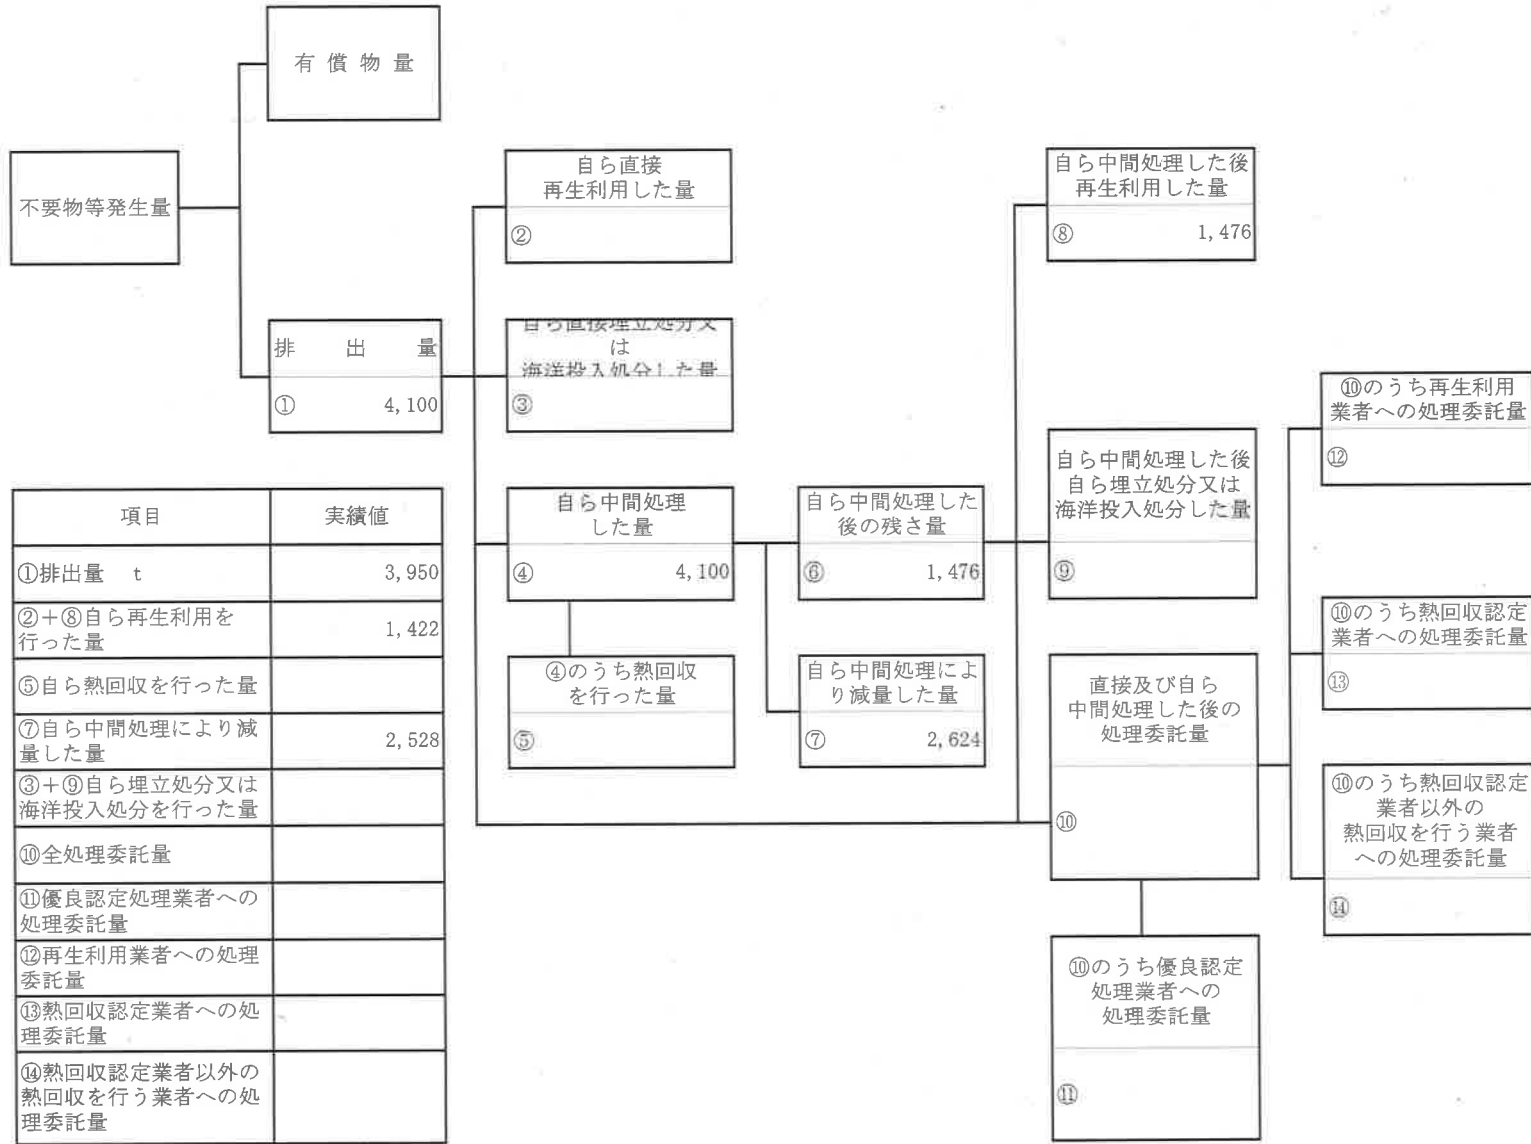 有償物量
不要物等発生量
排出量
① 4,100
自ら直接
再生利用した量
②
自ら直接埋立処分又
は
海洋投入処分した量
③
自ら中間処理
した量
④ 4,100
④のうち熱回収
を行った量
⑤
自ら中間処理した
後の残さ量
⑥ 1,476
自ら中間処理によ
り減量した量
⑦ 2,624
自ら中間処理した後
再生利用した量
⑧ 1,476
自ら中間処理した後
自ら埋立処分又は
海洋投入処分した量
⑨
直接及び自ら
中間処理した後の
処理委託量
⑩
⑩のうち優良認定
処理業者への
処理委託量
⑪
⑩のうち再生利用
業者への処理委託量
⑫
⑩のうち熱回収認定
業者への処理委託量
⑬
⑩のうち熱回収認定
業者以外の
熱回収を行う業者
への処理委託量
⑭
項目 実績値
①排出量 t 3,950
②+⑧自ら再生利用を
行った量 1,422
⑤自ら熱回収を行った量
⑦自ら中間処理により減
量した量 2,528
③+⑨自ら埋立処分又は
海洋投入処分を行った量
⑩全処理委託量
⑪優良認定処理業者への
処理委託量
⑫再生利用業者への処理
委託量
⑬熱回収認定業者への処
理委託量
⑭熱回収認定業者以外の
熱回収を行う業者への処
理委託量